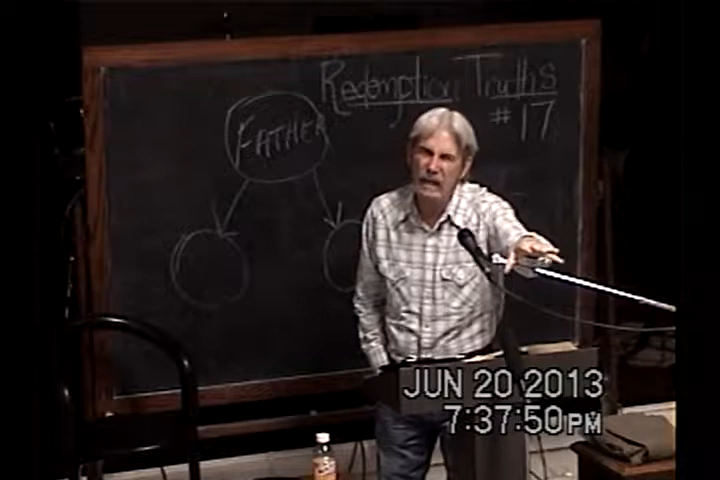 Redemption Truths
#17
FATHER
JUN 20 2013
7:37:50PM